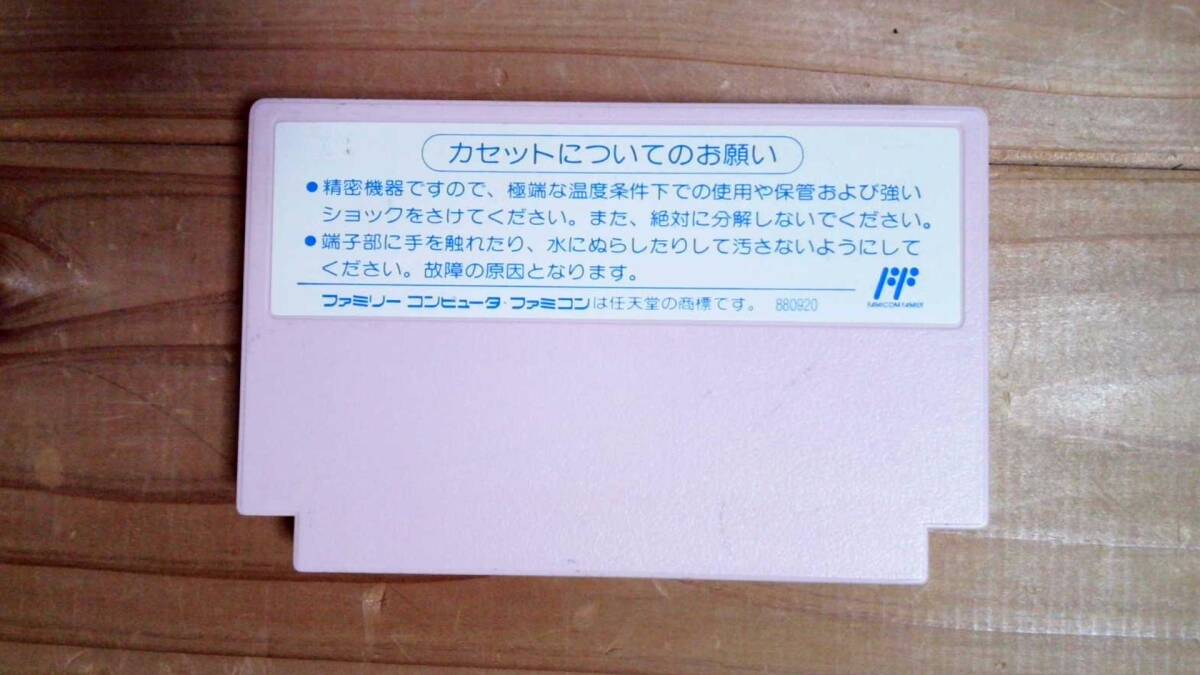 カセットについてのお願い
●精密機器ですので、極端な温度条件下での使用や保管および強い
ショックをさけてください。また、絶対に分解しないでください。
●端子部に手を触れたり、水にぬらしたりして汚さないようにして
ください。故障の原因となります。
FF
FAMICOM FAMILY
ファミリー コンピュータ・ファミコンは任天堂の商標です。 880920